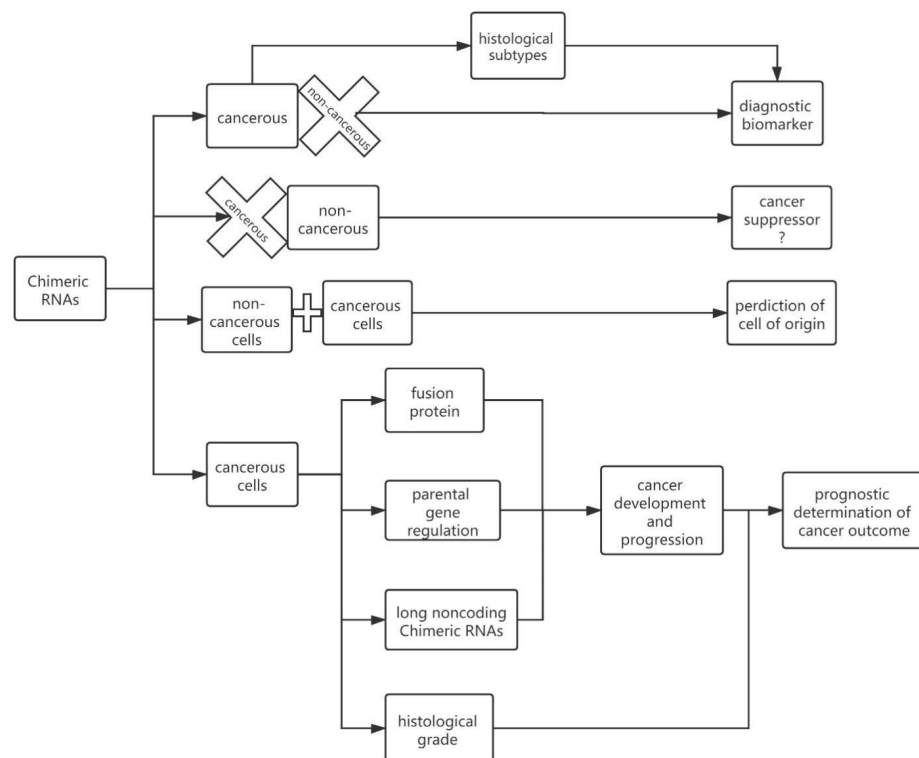 histological
subtypes
cancerous
non-cancerous
diagnostic
biomarker
cancerous
non-
cancerous
cancer
suppressor
?
Chimeric
RNAs
non-
cancerous
cells
cancerous
cells
perdiction of
cell of origin
fusion
protein
cancerous
cells
parental
gene
regulation
cancer
development
and
progression
prognostic
determination of
cancer outcome
long noncoding
Chimeric RNAs
histological
grade